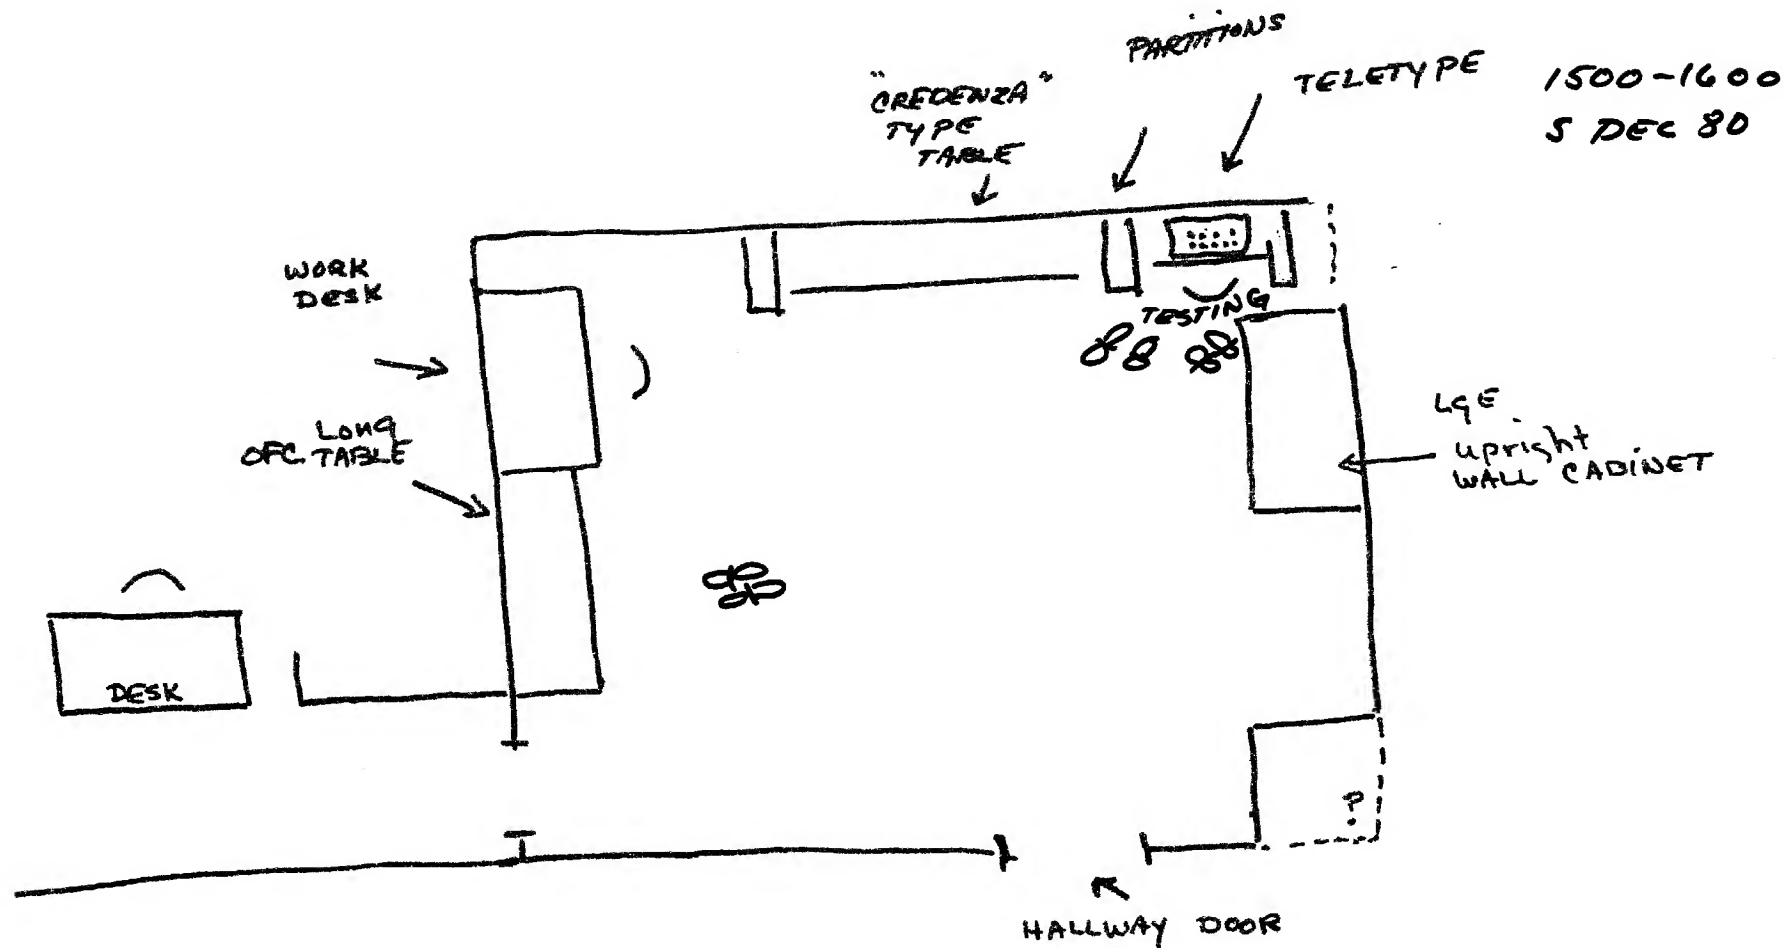 PARTITIONS
"CREDENZA"
TYPE
TABLE
TELETYPE
1500-1600
5 DEC 80
WORK
DESK
TESTING
LONG
OFC. TABLE
LGE.
upright
WALL CABINET
DESK
?
HALLWAY DOOR